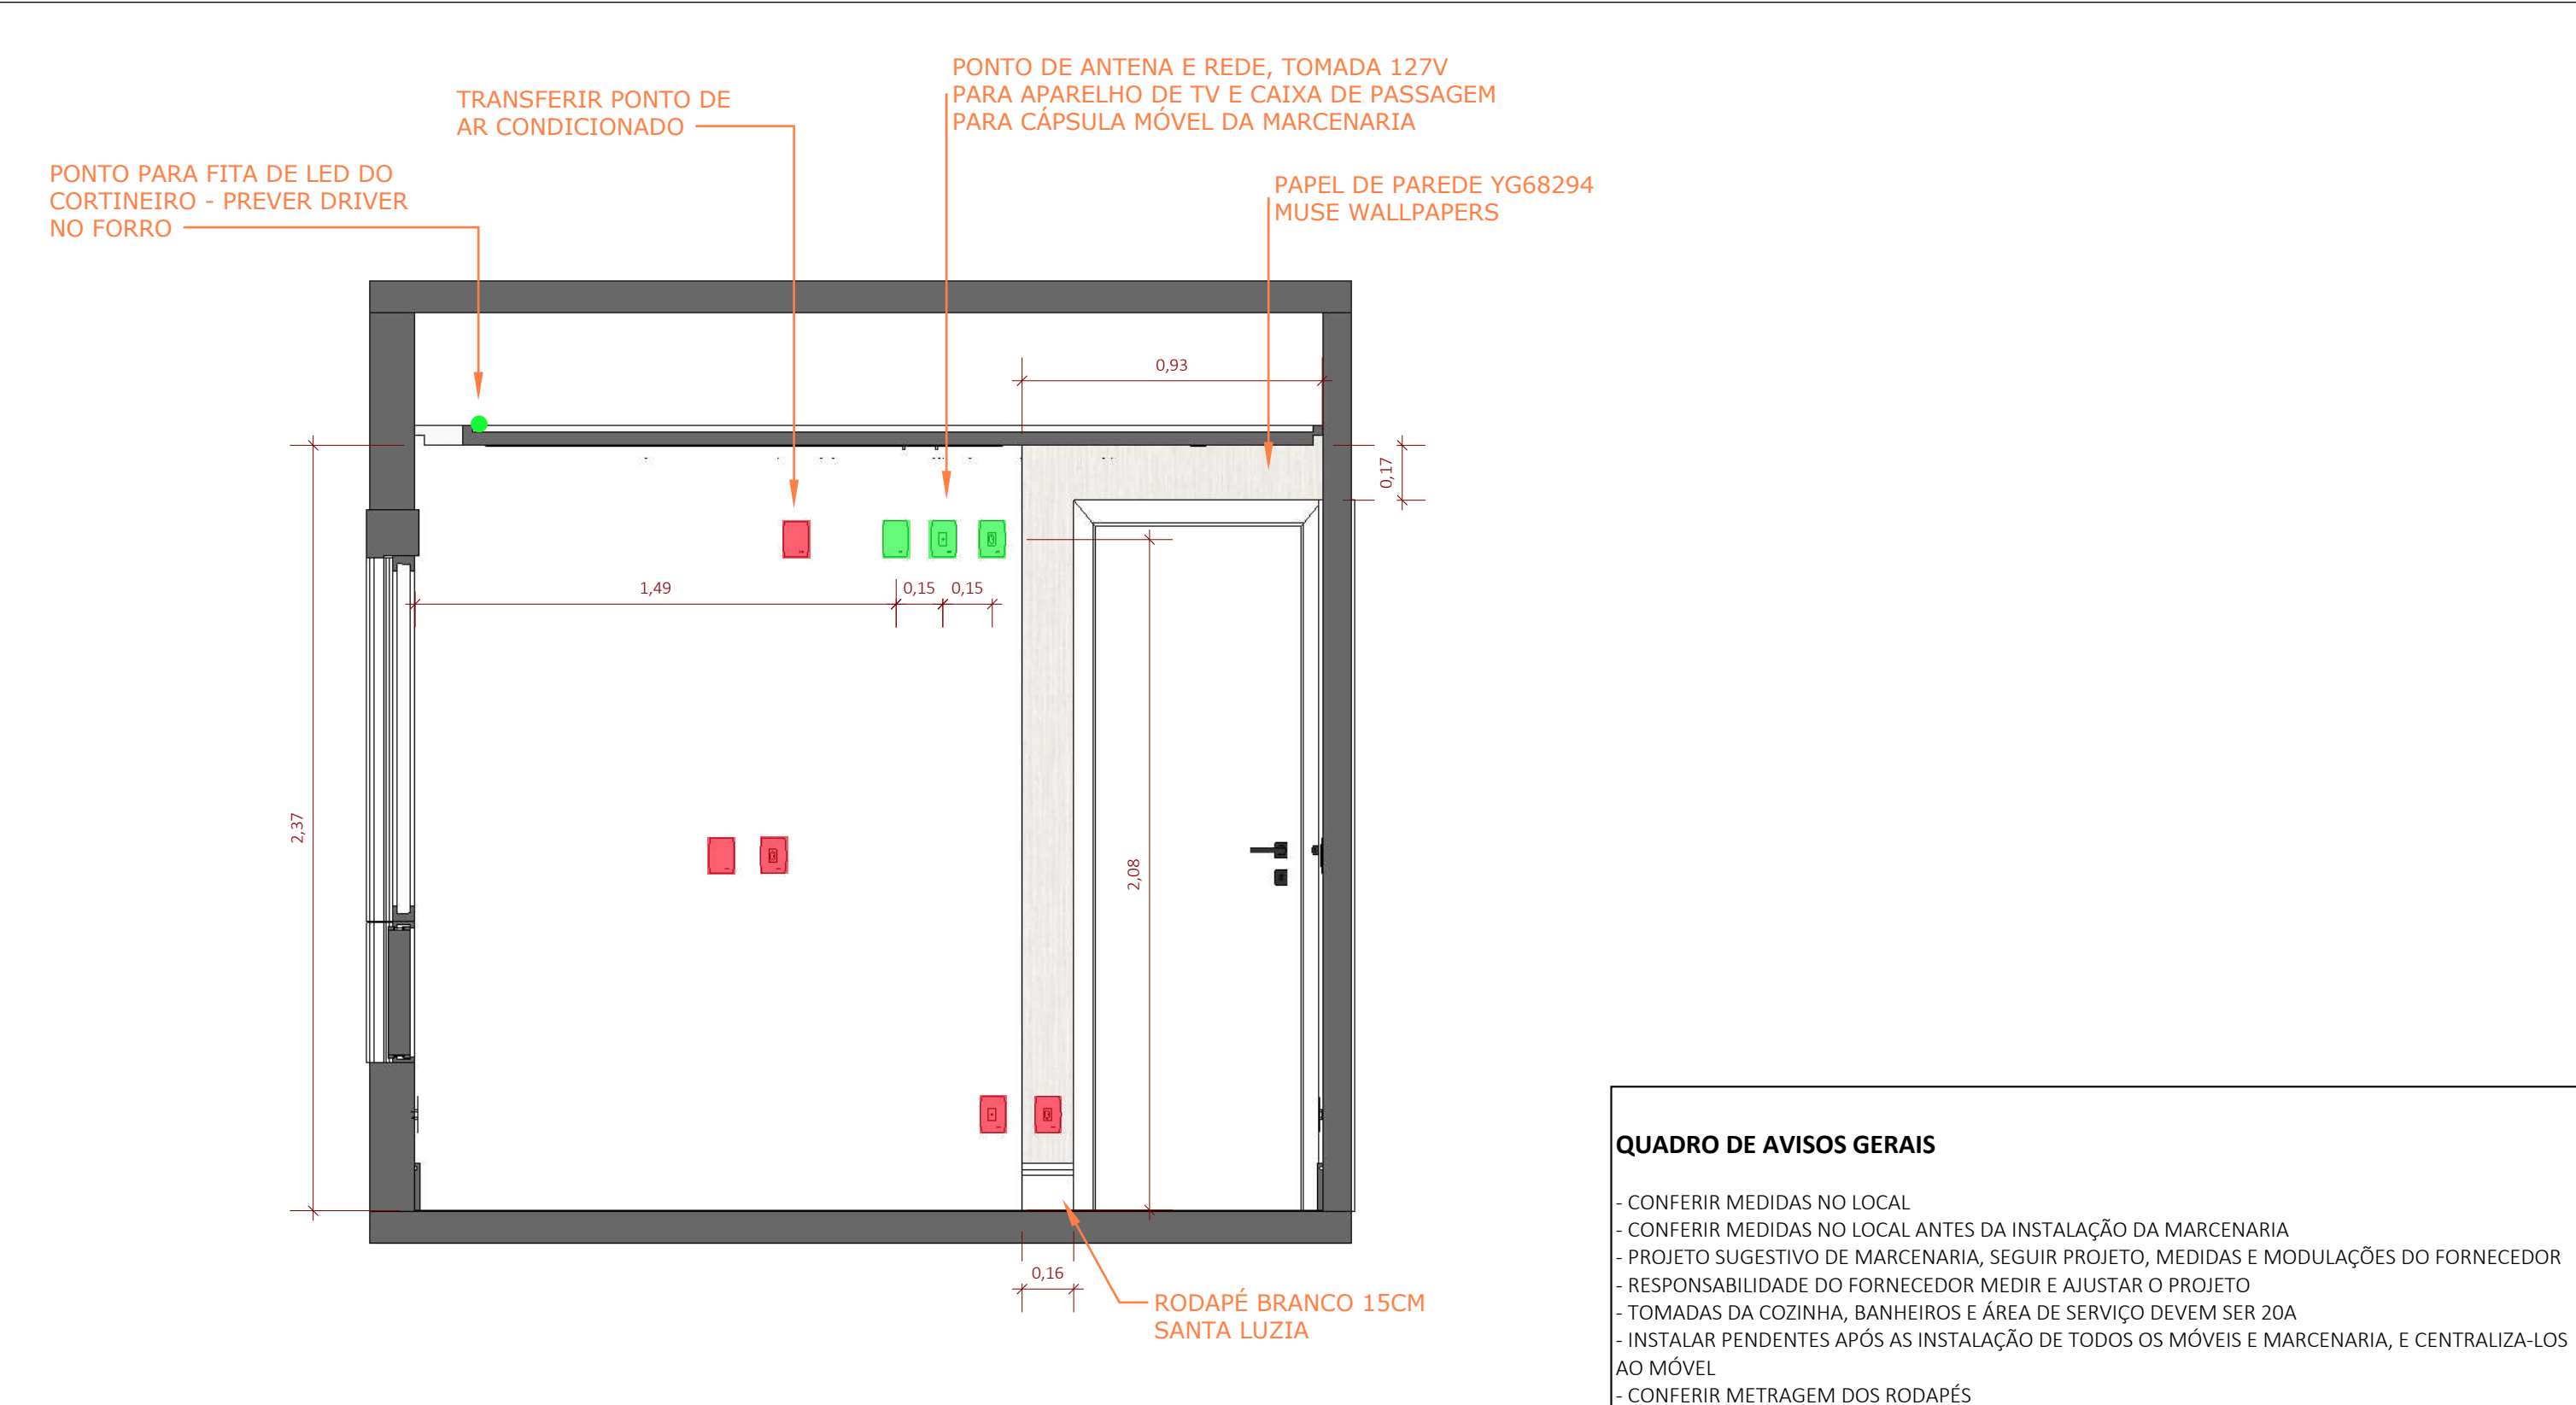 PONTO DE ANTENA E REDE, TOMADA 127V
PARA APARELHO DE TV E CAIXA DE PASSAGEM
PARA CÁPSULA MÓVEL DA MARCENARIA
TRANSFERIR PONTO DE
AR CONDICIONADO
PONTO PARA FITA DE LED DO
CORTINEIRO - PREVER DRIVER
NO FORRO
PAPEL DE PAREDE YG68294
MUSE WALLPAPERS
0,93
0,17
1,49
0,15
0,15
2,37
2,08
0,16
RODAPÉ BRANCO 15CM
SANTA LUZIA
QUADRO DE AVISOS GERAIS
- CONFERIR MEDIDAS NO LOCAL
- CONFERIR MEDIDAS NO LOCAL ANTES DA INSTALAÇÃO DA MARCENARIA
- PROJETO SUGESTIVO DE MARCENARIA, SEGUIR PROJETO, MEDIDAS E MODULAÇÕES DO FORNECEDOR
- RESPONSABILIDADE DO FORNECEDOR MEDIR E AJUSTAR O PROJETO
- TOMADAS DA COZINHA, BANHEIROS E ÁREA DE SERVIÇO DEVEM SER 20A
- INSTALAR PENDENTES APÓS AS INSTALAÇÃO DE TODOS OS MÓVEIS E MARCENARIA, E CENTRALIZA-LOS
AO MÓVEL
- CONFERIR METRAGEM DOS RODAPÉS